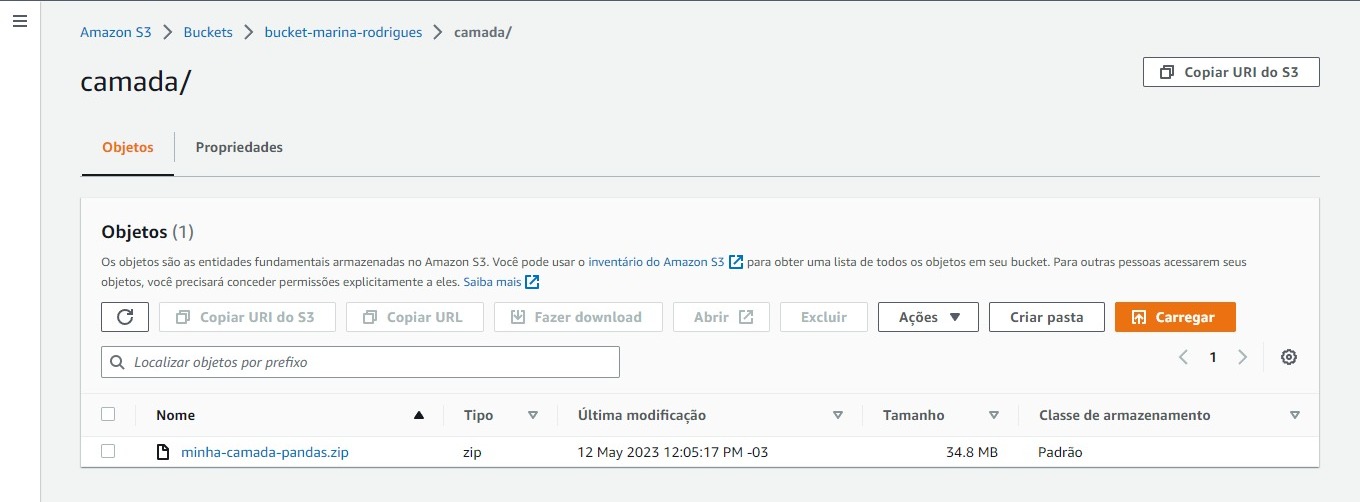 Amazon S3 > Buckets > bucket-marina-rodrigues > camada/
camada/
Copiar URI do S3
Objetos Propriedades
Objetos (1)
Os objetos são as entidades fundamentais armazenadas no Amazon S3. Você pode usar o inventário do Amazon S3 para obter uma lista de todos os objetos em seu bucket. Para outras pessoas acessarem seus
objetos, você precisará conceder permissões explicitamente a eles. Saiba mais
Copiar URI do S3 Copiar URL Fazer download Abrir Excluir Ações Criar pasta Carregar
Localizar objetos por prefixo
1
Nome Tipo Última modificação Tamanho Classe de armazenamento
minha-camada-pandas.zip zip 12 May 2023 12:05:17 PM -03 34.8 MB Padrão